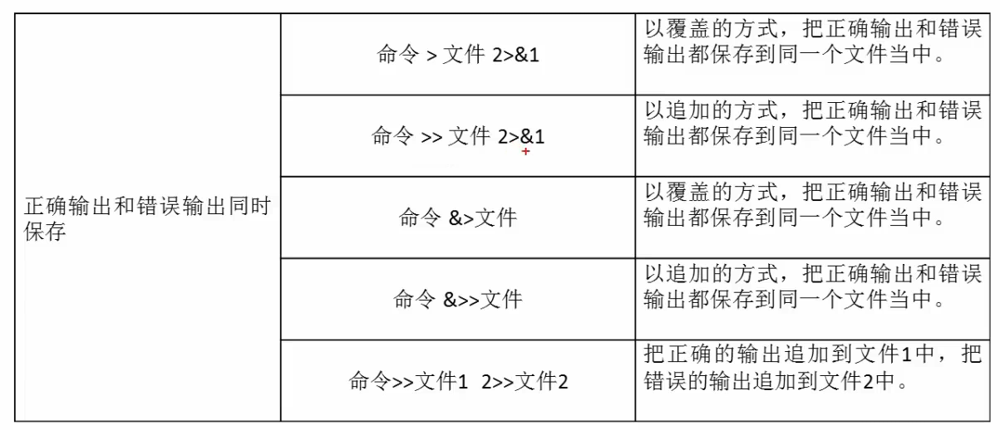 正确输出和错误输出同时
保存
命令 > 文件 2>&1
以覆盖的方式，把正确输出和错误
输出都保存到同一个文件当中。
命令 >> 文件 2>&1
以追加的方式，把正确输出和错误
输出都保存到同一个文件当中。
命令 &>文件
以覆盖的方式，把正确输出和错误
输出都保存到同一个文件当中。
命令 &>>文件
以追加的方式，把正确输出和错误
输出都保存到同一个文件当中。
命令>>文件1 2>>文件2
把正确的输出追加到文件1中，把
错误的输出追加到文件2中。